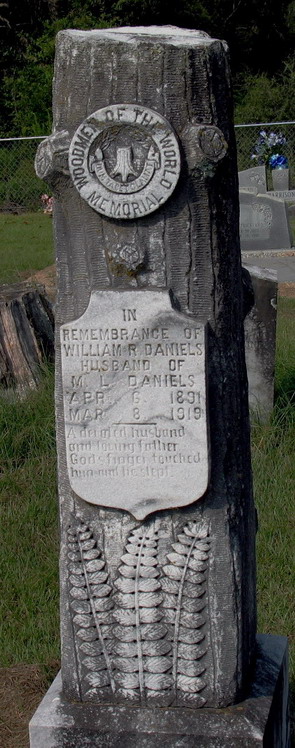 WOODMEN OF THE WORLD
MEMORIAL
IN
REMEMBRANCE OF
WILLIAM R. DANIELS
HUSBAND OF
M. L. DANIELS
APR. 6. 1891
MAR. 8. 1919
A devoted husband
and loving father
Gods finger touched
him and he slept.